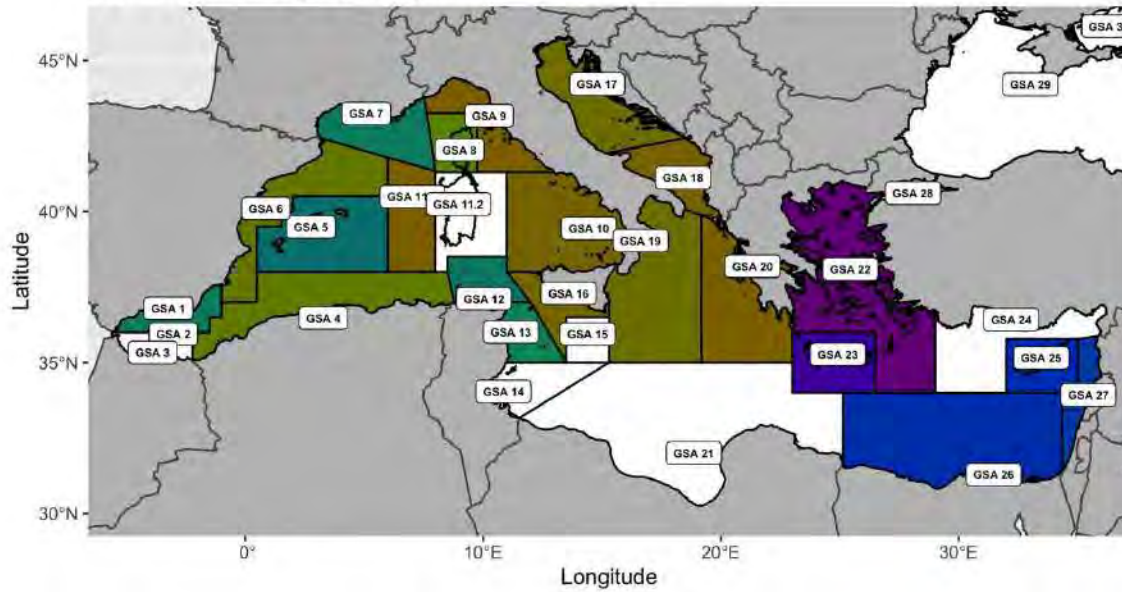 GSA 3
45°N
GSA 17
GSA 29
GSA 7
GSA 9
GSA 8
GSA 18
GSA 28
40°N
GSA 11
GSA 11.2
GSA 6
GSA 5
GSA 10
GSA 19
GSA 20
GSA 22
GSA 16
GSA 12
GSA 1
GSA 4
GSA 24
GSA 2
GSA 13
GSA 15
GSA 3
GSA 23
GSA 25
35°N
GSA 14
GSA 27
GSA 21
GSA 26
30°N
0°
10°E
20°E
30°E
Latitude
Longitude